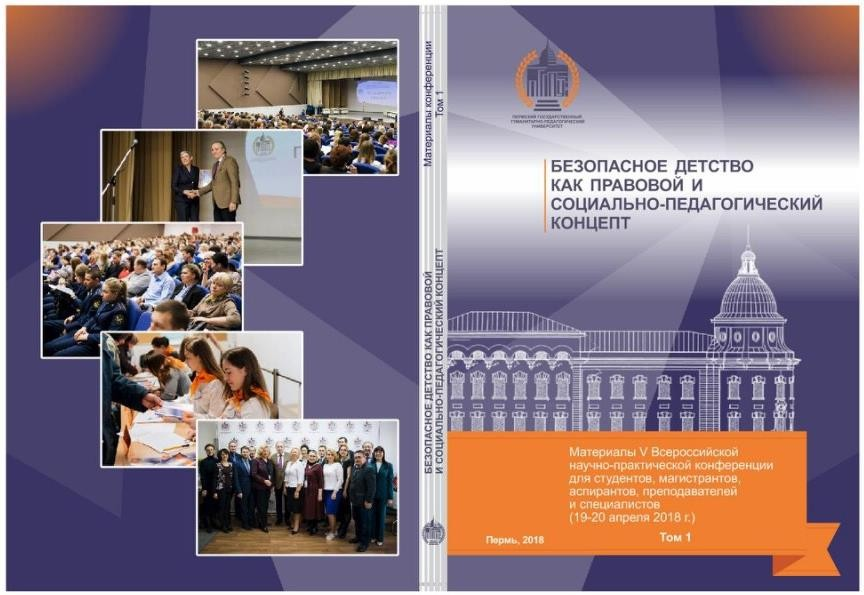 Материалы конференции
Том 1
БЕЗОПАСНОЕ ДЕТСТВО КАК ПРАВОВОЙ
И СОЦИАЛЬНО-ПЕДАГОГИЧЕСКИЙ КОНЦЕПТ
ПЕРМСКИЙ ГОСУДАРСТВЕННЫЙ
ГУМАНИТАРНО-ПЕДАГОГИЧЕСКИЙ
УНИВЕРСИТЕТ
БЕЗОПАСНОЕ ДЕТСТВО
КАК ПРАВОВОЙ И
СОЦИАЛЬНО-ПЕДАГОГИЧЕСКИЙ
КОНЦЕПТ
Материалы V Всероссийской
научно-практической конференции
для студентов, магистрантов,
аспирантов, преподавателей
и специалистов
(19-20 апреля 2018 г.)
Пермь, 2018
Том 1